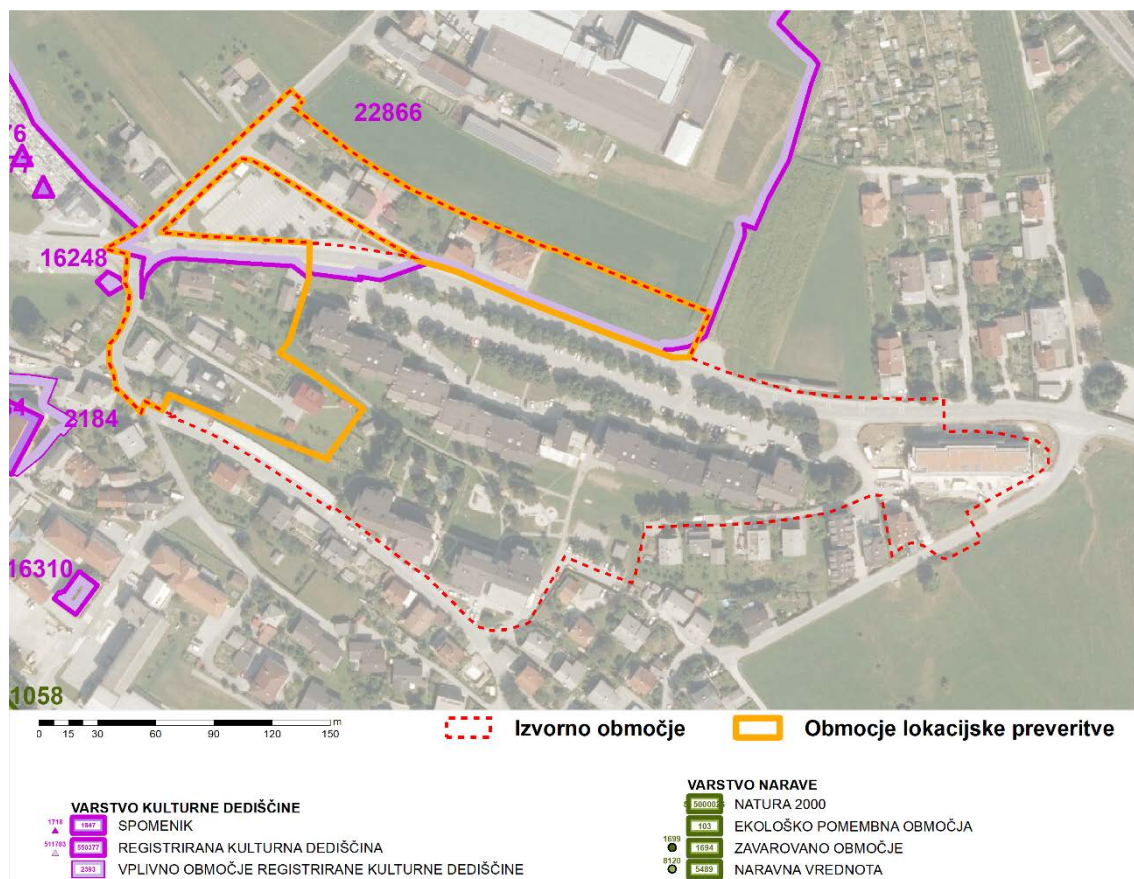 22866
76
16248
2184
16310
1058
0 15 30 60 90 120 150 m
Izvorno območje
Obmocje lokacijske preveritve
VARSTVO KULTURNE DEDIŠČINE
1718 1847 SPOMENIK
550377 REGISTRIRANA KULTURNA DEDIŠČINA
511783
2393 VPLIVNO OBMOČJE REGISTRIRANE KULTURNE DEDIŠČINE
VARSTVO NARAVE
NATURA 2000
103 EKOLOŠKO POMEMBNA OBMOČJA
1699 1694 ZAVAROVANO OBMOČJE
8120 5489 NARAVNA VREDNOTA